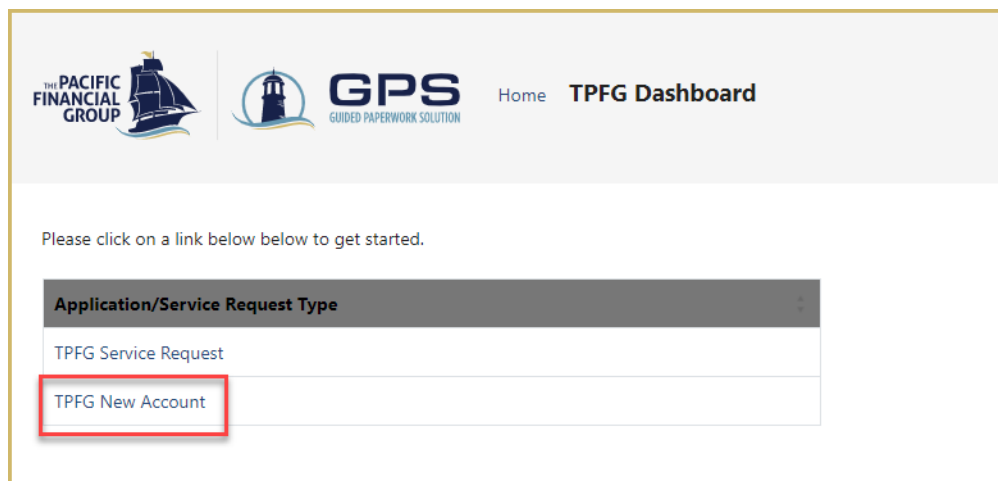 THE PACIFIC
FINANCIAL
GROUP
GPS
GUIDED PAPERWORK SOLUTION
Home TPFG Dashboard
Please click on a link below below to get started.
Application/Service Request Type
TPFG Service Request
TPFG New Account